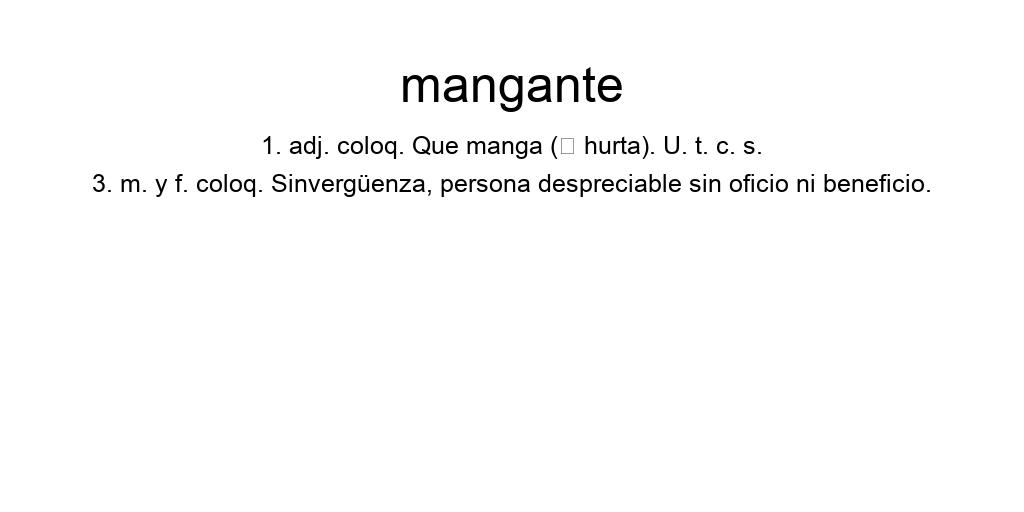 mangante
1. adj. coloq. Que manga (□ hurta). U. t. c. s.
3. m. y f. coloq. Sinvergüenza, persona despreciable sin oficio ni beneficio.